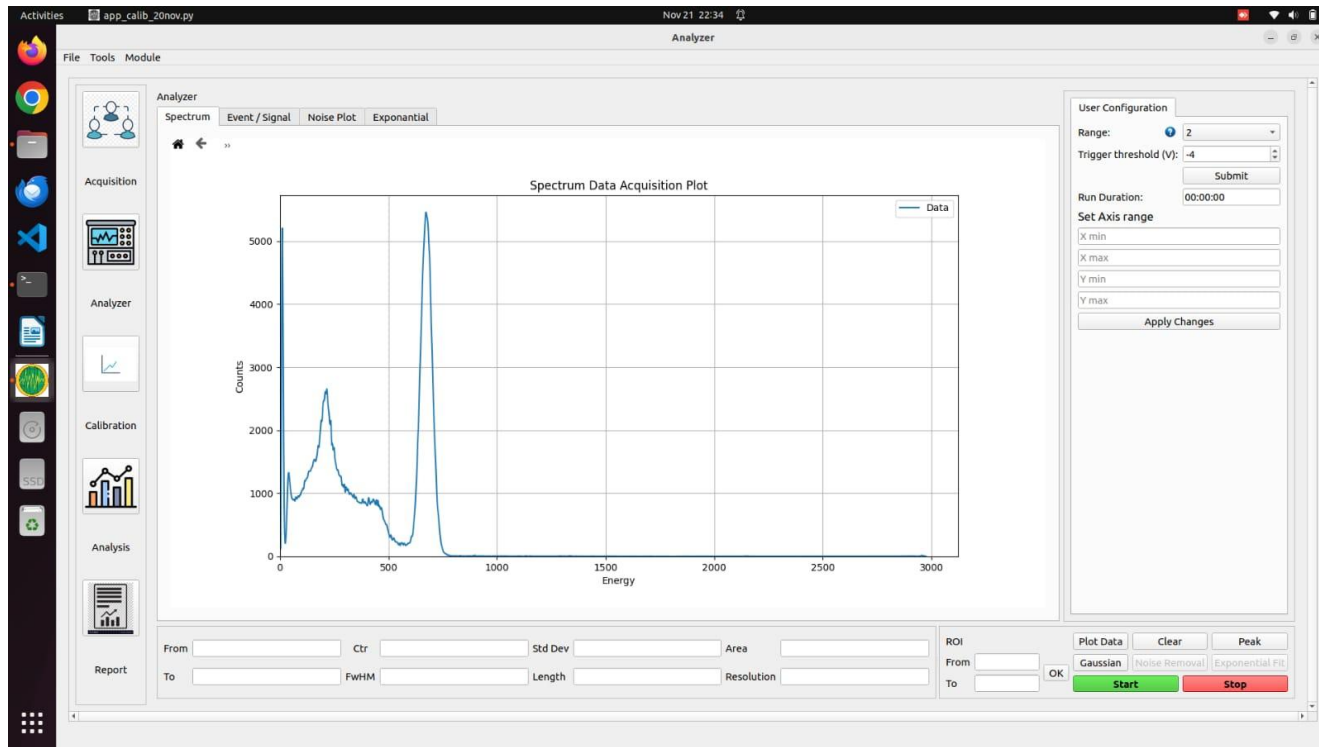 Activities app_calib_20nov.py Nov 21 22:34
Analyzer
File Tools Module
Acquisition
Analyzer
Calibration
Analysis
Report
SSD
Analyzer
Spectrum Event / Signal Noise Plot Exponantial
Spectrum Data Acquisition Plot
Data
Counts
5000
4000
3000
2000
1000
0
0 500 1000 1500 2000 2500 3000
Energy
User Configuration
Range: 2
Trigger threshold (V): -4
Submit
Run Duration: 00:00:00
Set Axis range
X min
X max
Y min
Y max
Apply Changes
From Ctr Std Dev Area
To FwHM Length Resolution
ROI
From
To
OK
Plot Data Clear Peak
Gaussian Noise Removal Exponential Fit
Start Stop